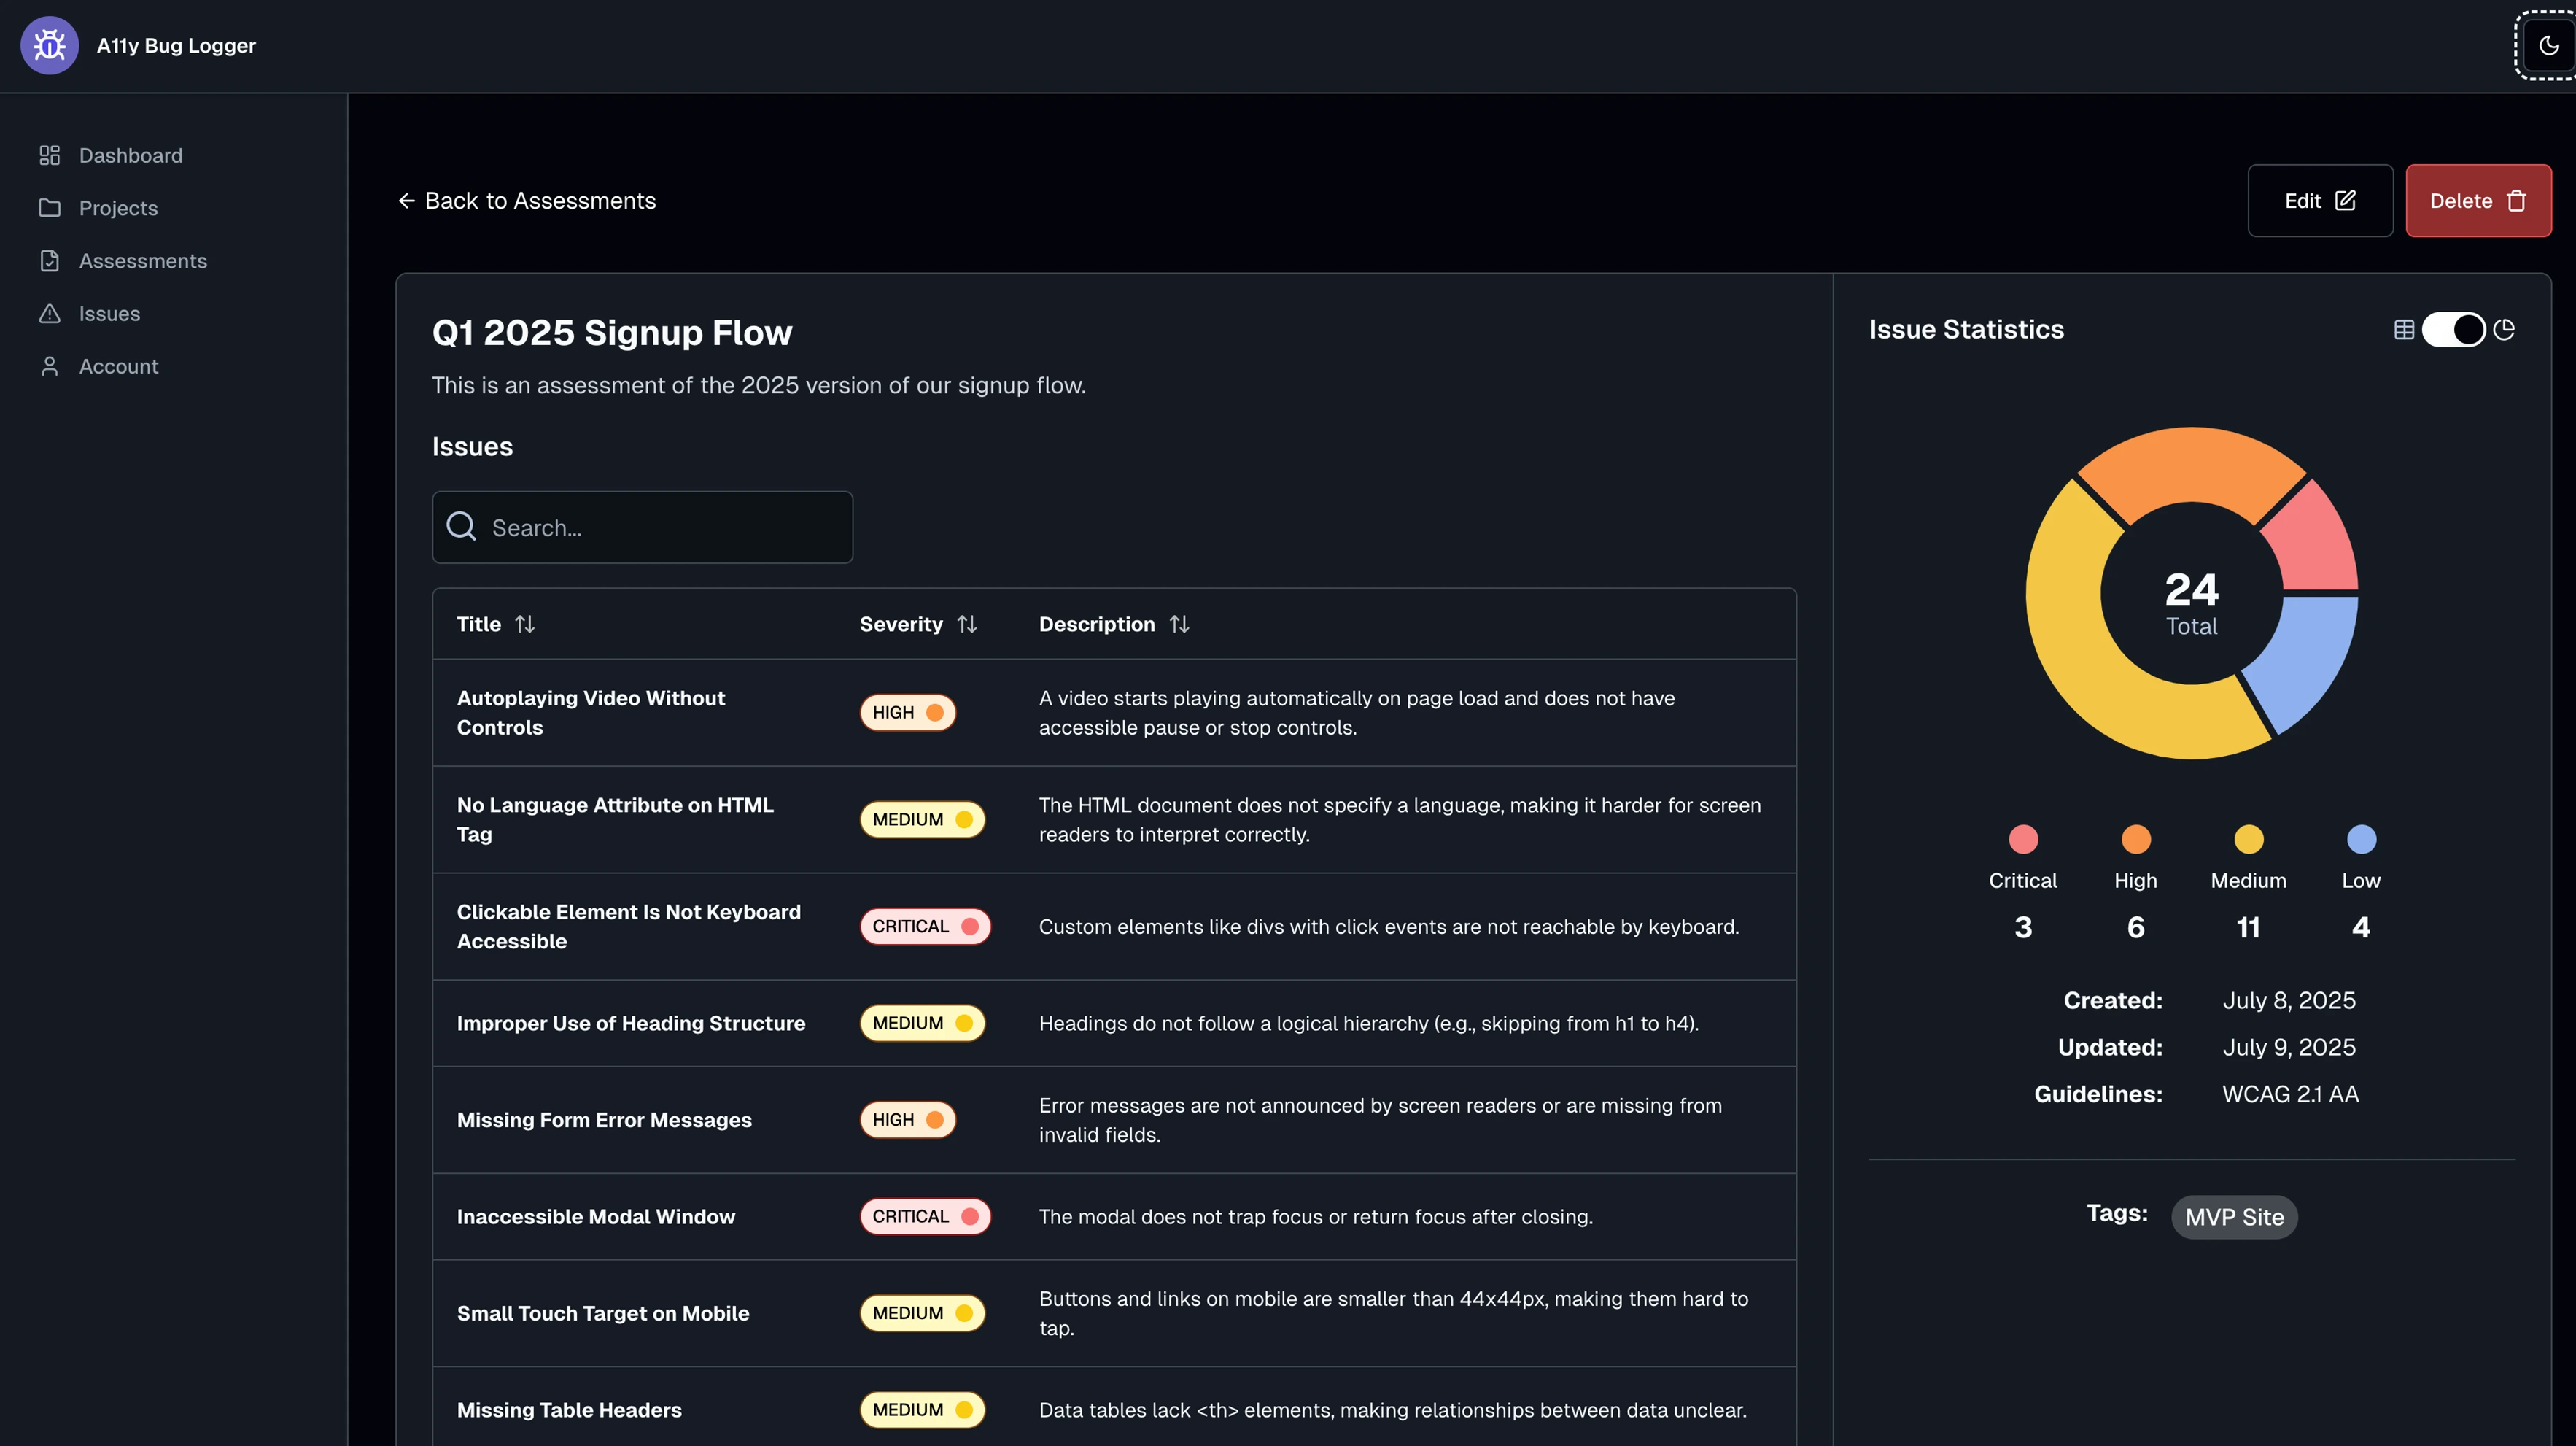 A11y Bug Logger
Dashboard
Projects
Assessments
Issues
Account
Back to Assessments
Edit
Delete
Q1 2025 Signup Flow
This is an assessment of the 2025 version of our signup flow.
Issues
Search...
Title Severity Description
Autoplaying Video Without
Controls
HIGH
A video starts playing automatically on page load and does not have
accessible pause or stop controls.
No Language Attribute on HTML
Tag
MEDIUM
The HTML document does not specify a language, making it harder for screen
readers to interpret correctly.
Clickable Element Is Not Keyboard
Accessible
CRITICAL
Custom elements like divs with click events are not reachable by keyboard.
Improper Use of Heading Structure
MEDIUM
Headings do not follow a logical hierarchy (e.g., skipping from h1 to h4).
Missing Form Error Messages
HIGH
Error messages are not announced by screen readers or are missing from
invalid fields.
Inaccessible Modal Window
CRITICAL
The modal does not trap focus or return focus after closing.
Small Touch Target on Mobile
MEDIUM
Buttons and links on mobile are smaller than 44x44px, making them hard to
tap.
Missing Table Headers
MEDIUM
Data tables lack <th> elements, making relationships between data unclear.
Issue Statistics
24
Total
Critical High Medium Low
3 6 11 4
Created: July 8, 2025
Updated: July 9, 2025
Guidelines: WCAG 2.1 AA
Tags: MVP Site